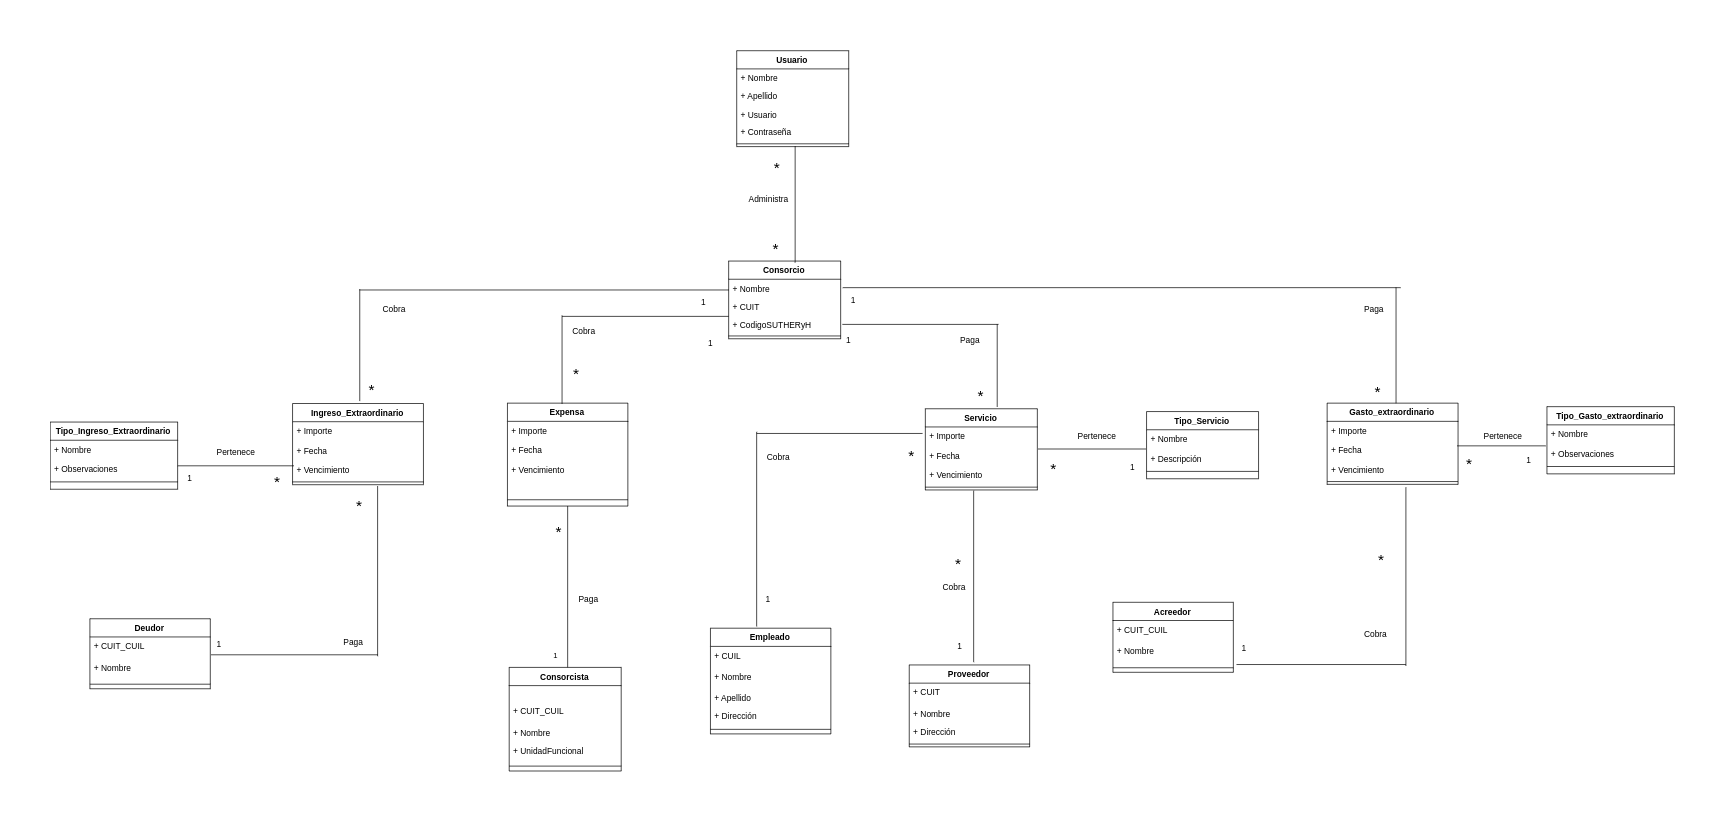 Usuario
+ Nombre
+ Apellido
+ Usuario
+ Contraseña
*
Administra
*
Consorcio
+ Nombre
+ CUIT
+ CodigoSUTHERyH
1
Cobra
*
1
Cobra
*
1
Paga
*
1
Paga
*
Tipo_Ingreso_Extraordinario
+ Nombre
+ Observaciones
Pertenece
1
*
Ingreso_Extraordinario
+ Importe
+ Fecha
+ Vencimiento
*
Paga
1
Deudor
+ CUIT_CUIL
+ Nombre
Expensa
+ Importe
+ Fecha
+ Vencimiento
*
Paga
1
Consorcista
+ CUIT_CUIL
+ Nombre
+ UnidadFuncional
Servicio
+ Importe
+ Fecha
+ Vencimiento
*
Cobra
1
Empleado
+ CUIL
+ Nombre
+ Apellido
+ Dirección
*
Cobra
1
Proveedor
+ CUIT
+ Nombre
+ Dirección
Pertenece
*
1
Tipo_Servicio
+ Nombre
+ Descripción
Gasto_extraordinario
+ Importe
+ Fecha
+ Vencimiento
Pertenece
*
1
Tipo_Gasto_extraordinario
+ Nombre
+ Observaciones
*
Cobra
1
Acreedor
+ CUIT_CUIL
+ Nombre